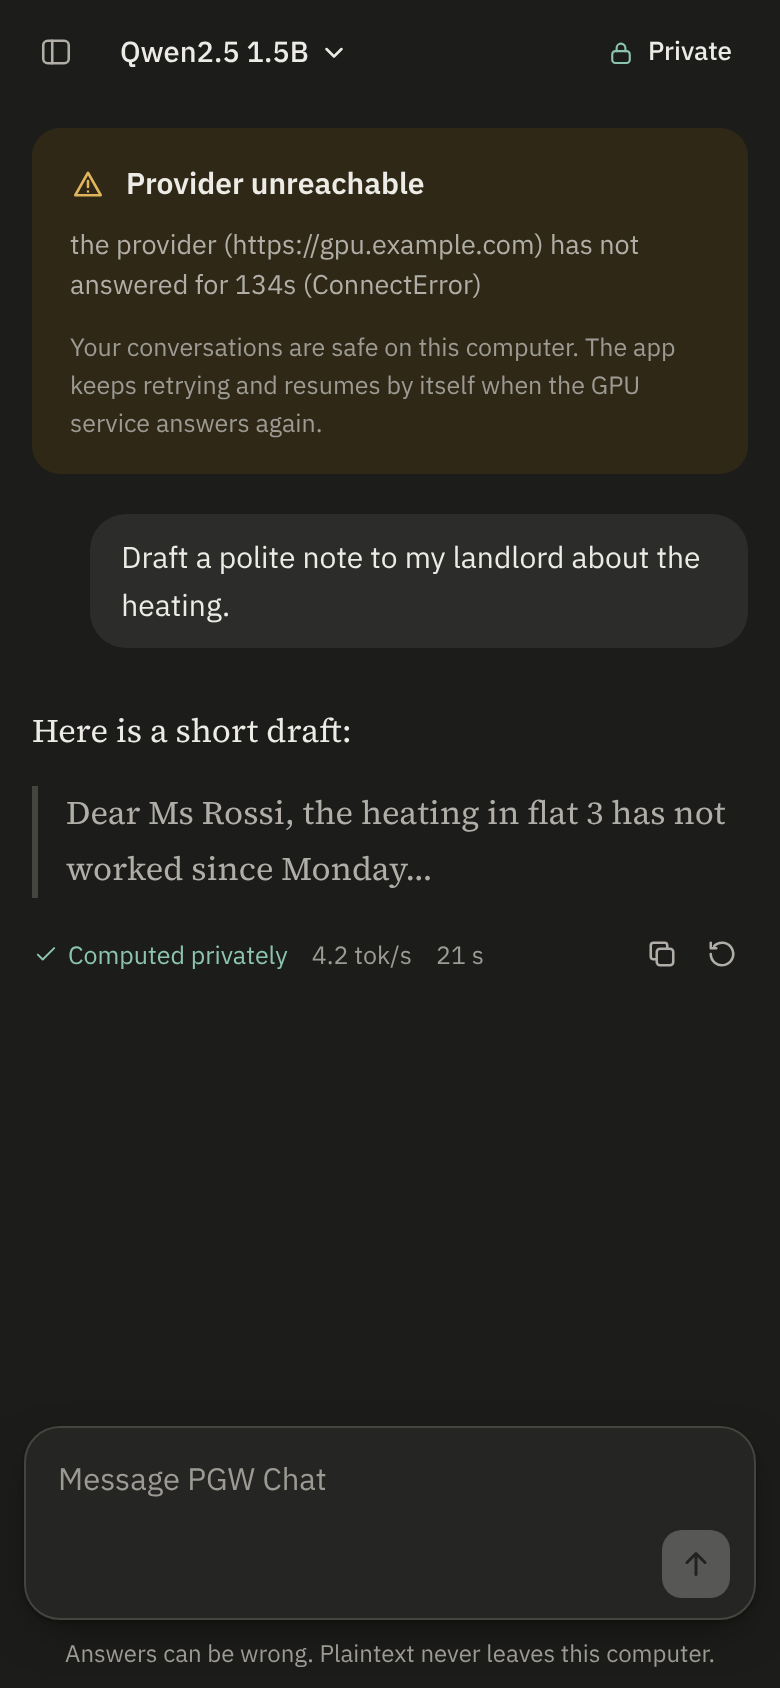 Qwen2.5 1.5B
Private
Provider unreachable
the provider (https://gpu.example.com) has not
answered for 134s (ConnectError)
Your conversations are safe on this computer. The app
keeps retrying and resumes by itself when the GPU
service answers again.
Draft a polite note to my landlord about the
heating.
Here is a short draft:
Dear Ms Rossi, the heating in flat 3 has not
worked since Monday...
Computed privately 4.2 tok/s 21 s
Message PGW Chat
Answers can be wrong. Plaintext never leaves this computer.